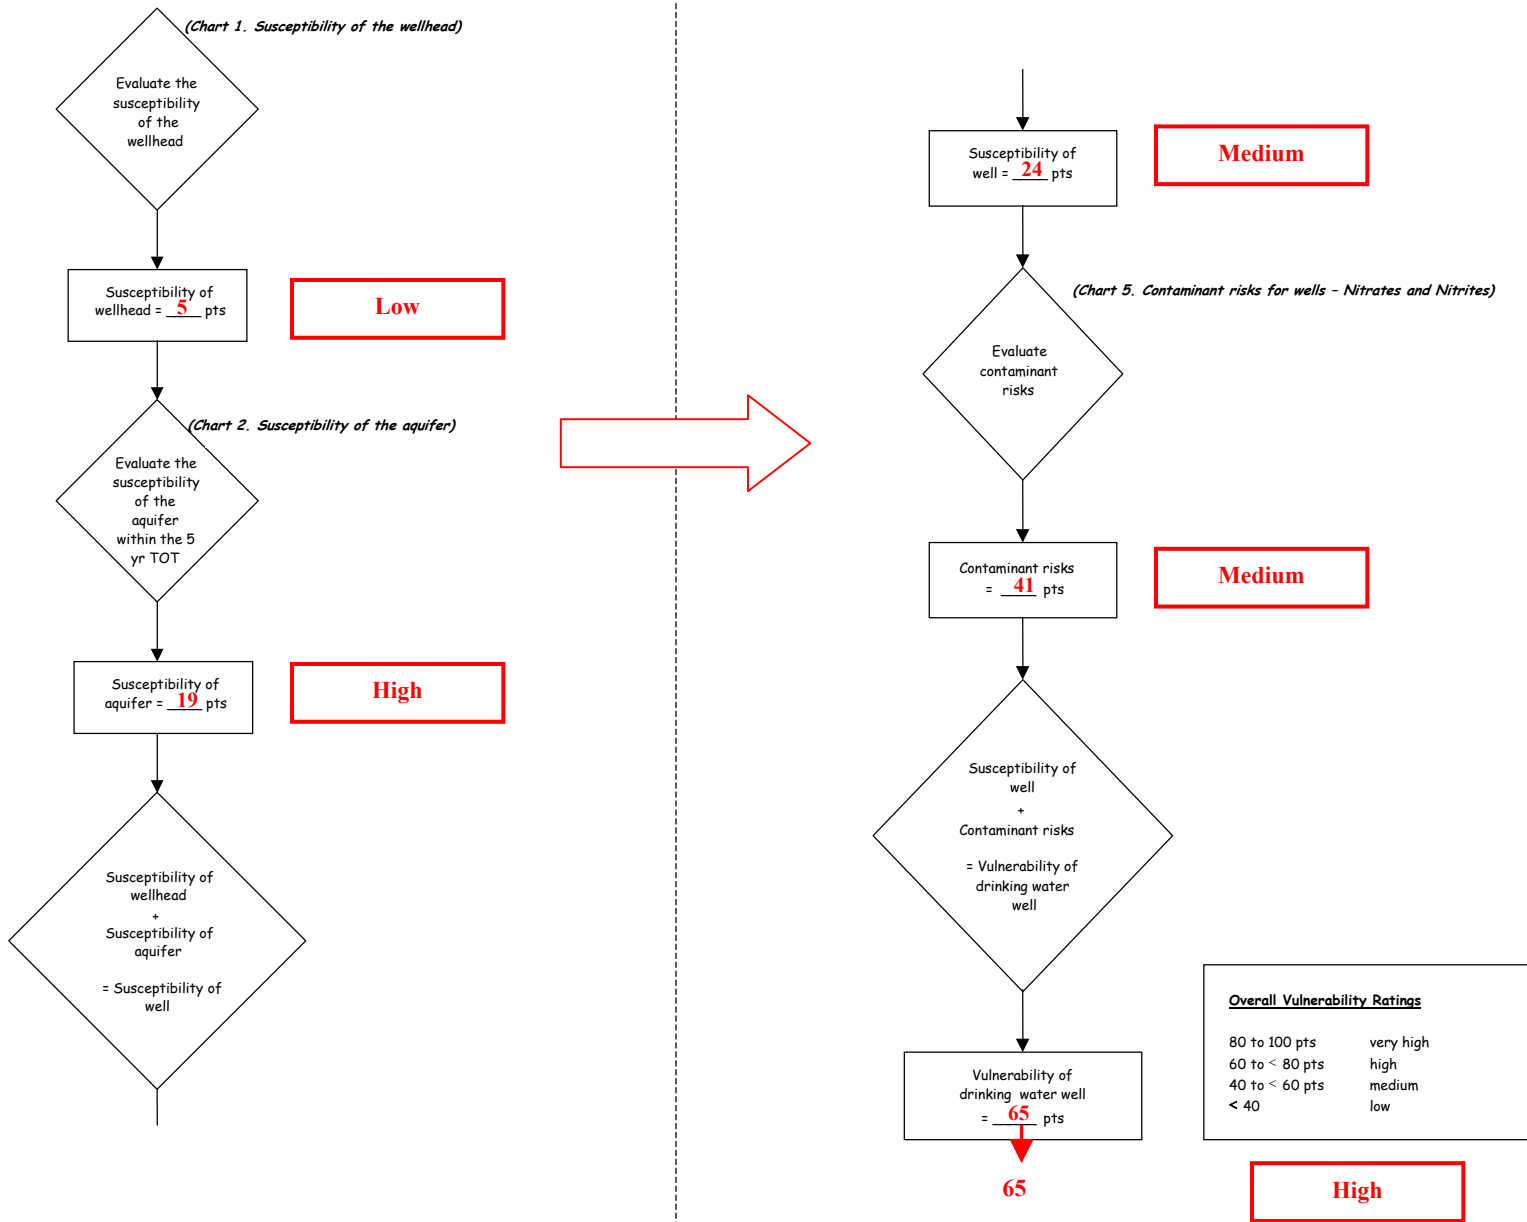 (Chart 1. Susceptibility of the wellhead)
Evaluate the
susceptibility
of the
wellhead
Susceptibility of
wellhead = __5__ pts
Low
(Chart 2. Susceptibility of the aquifer)
Evaluate the
susceptibility
of the
aquifer
within the 5
yr TOT
Susceptibility of
aquifer = __19__ pts
High
Susceptibility of
wellhead
+
Susceptibility of
aquifer
= Susceptibility of
well
Susceptibility of
well = __24__ pts
Medium
(Chart 5. Contaminant risks for wells – Nitrates and Nitrites)
Evaluate
contaminant
risks
Contaminant risks
= __41__ pts
Medium
Susceptibility of
well
+
Contaminant risks
= Vulnerability of
drinking water
well
Vulnerability of
drinking water well
= __65__ pts
65
Overall Vulnerability Ratings
80 to 100 pts very high
60 to < 80 pts high
40 to < 60 pts medium
< 40 low
High